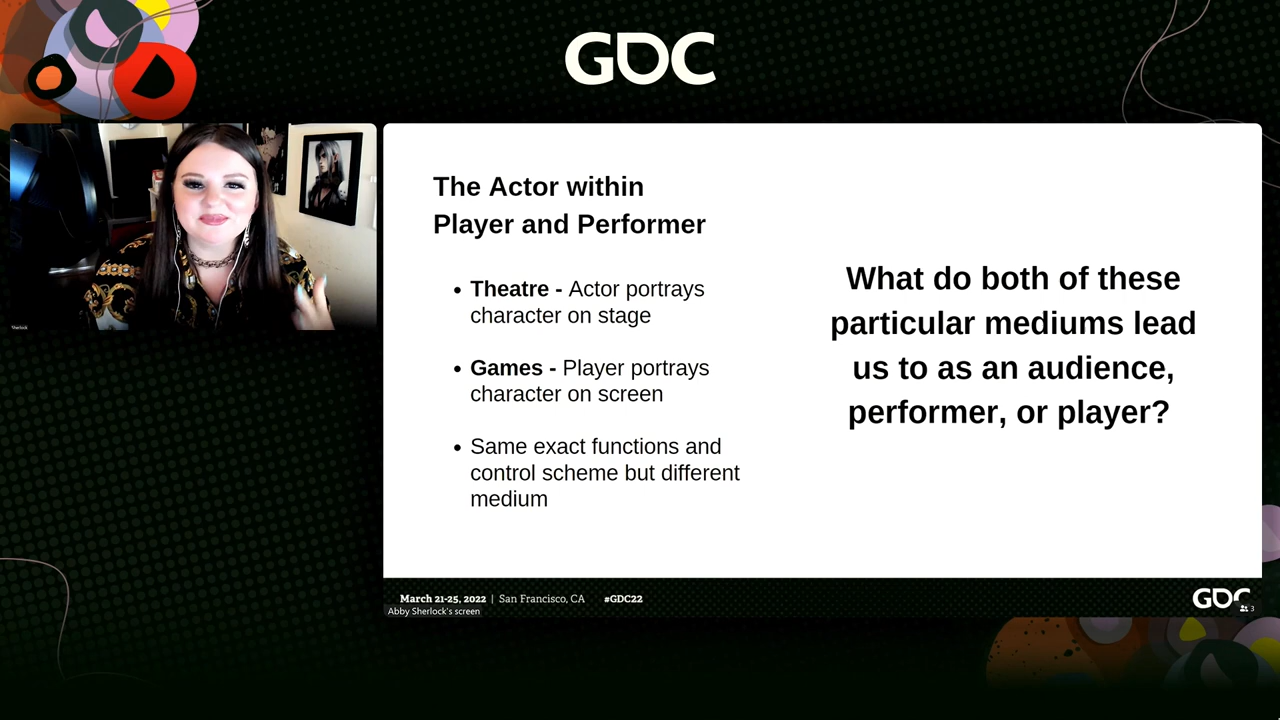 GDC
The Actor within
Player and Performer
• Theatre - Actor portrays
character on stage
• Games - Player portrays
character on screen
• Same exact functions and
control scheme but different
medium
What do both of these
particular mediums lead
us to as an audience,
performer, or player?
Sherlock
March 21-25, 2022 | San Francisco, CA #GDC22
GDC
Abby Sherlock's screen
3